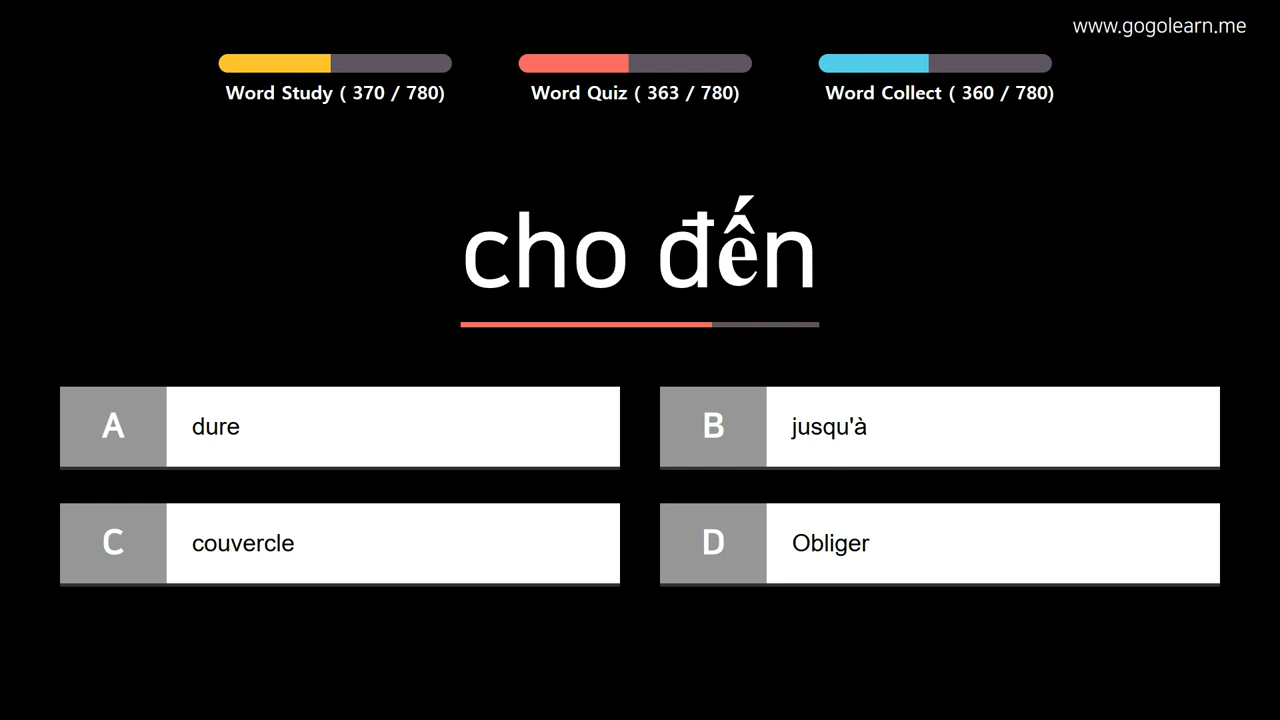 www.gogolearn.me
Word Study ( 370 / 780)
Word Quiz ( 363 / 780)
Word Collect ( 360 / 780)
cho đến
A
dure
B
jusqu'à
C
couvercle
D
Obliger